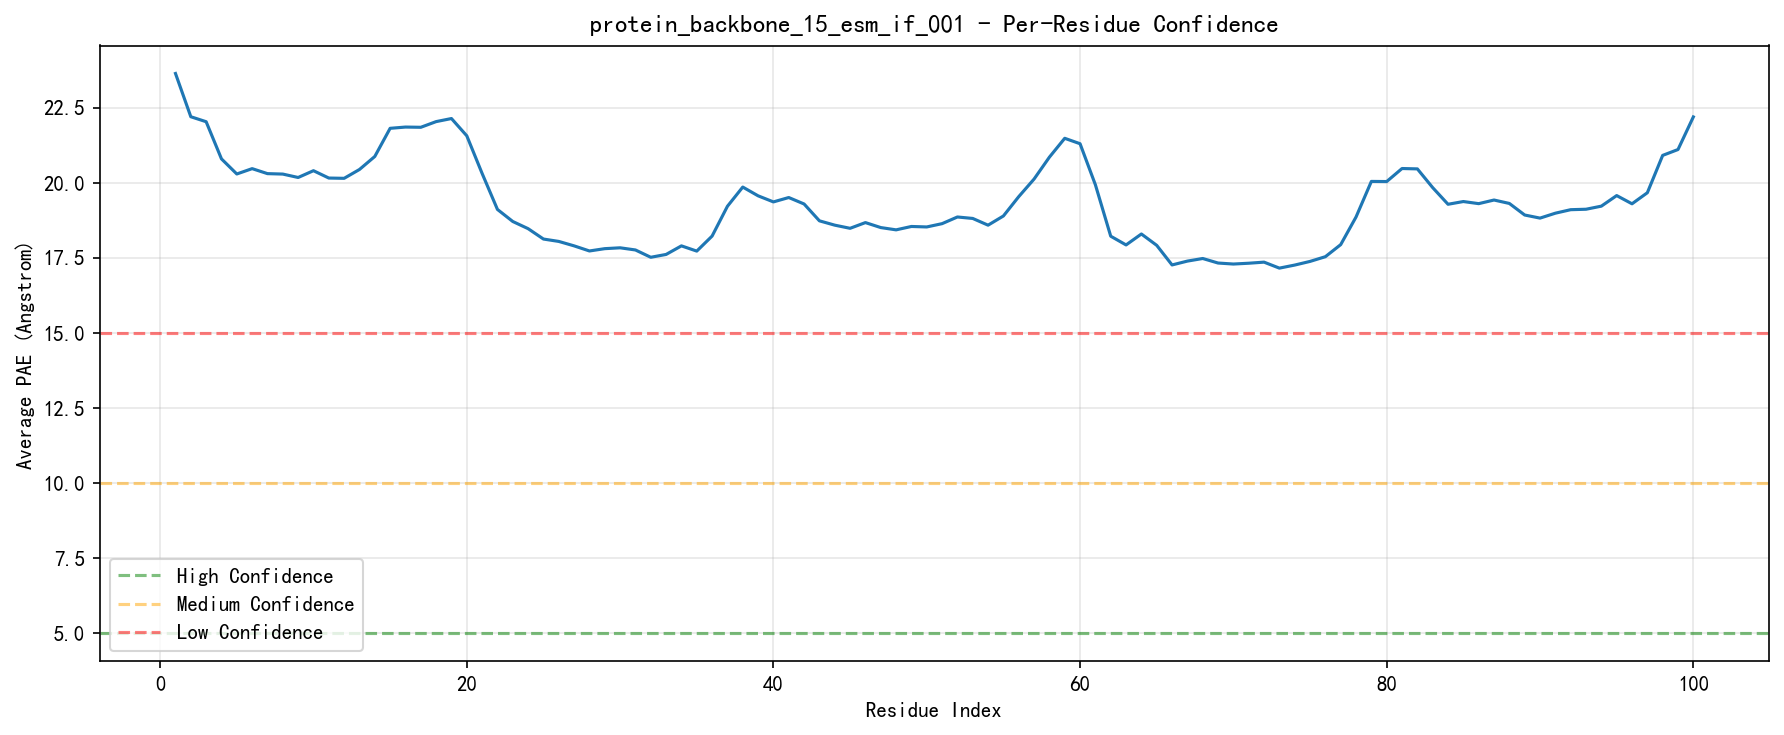 protein_backbone_15_esm_if_001 - Per-Residue Confidence
Average PAE (Angstrom)
22.5
20.0
17.5
15.0
12.5
10.0
7.5
5.0
High Confidence
Medium Confidence
Low Confidence
0 20 40 60 80 100
Residue Index